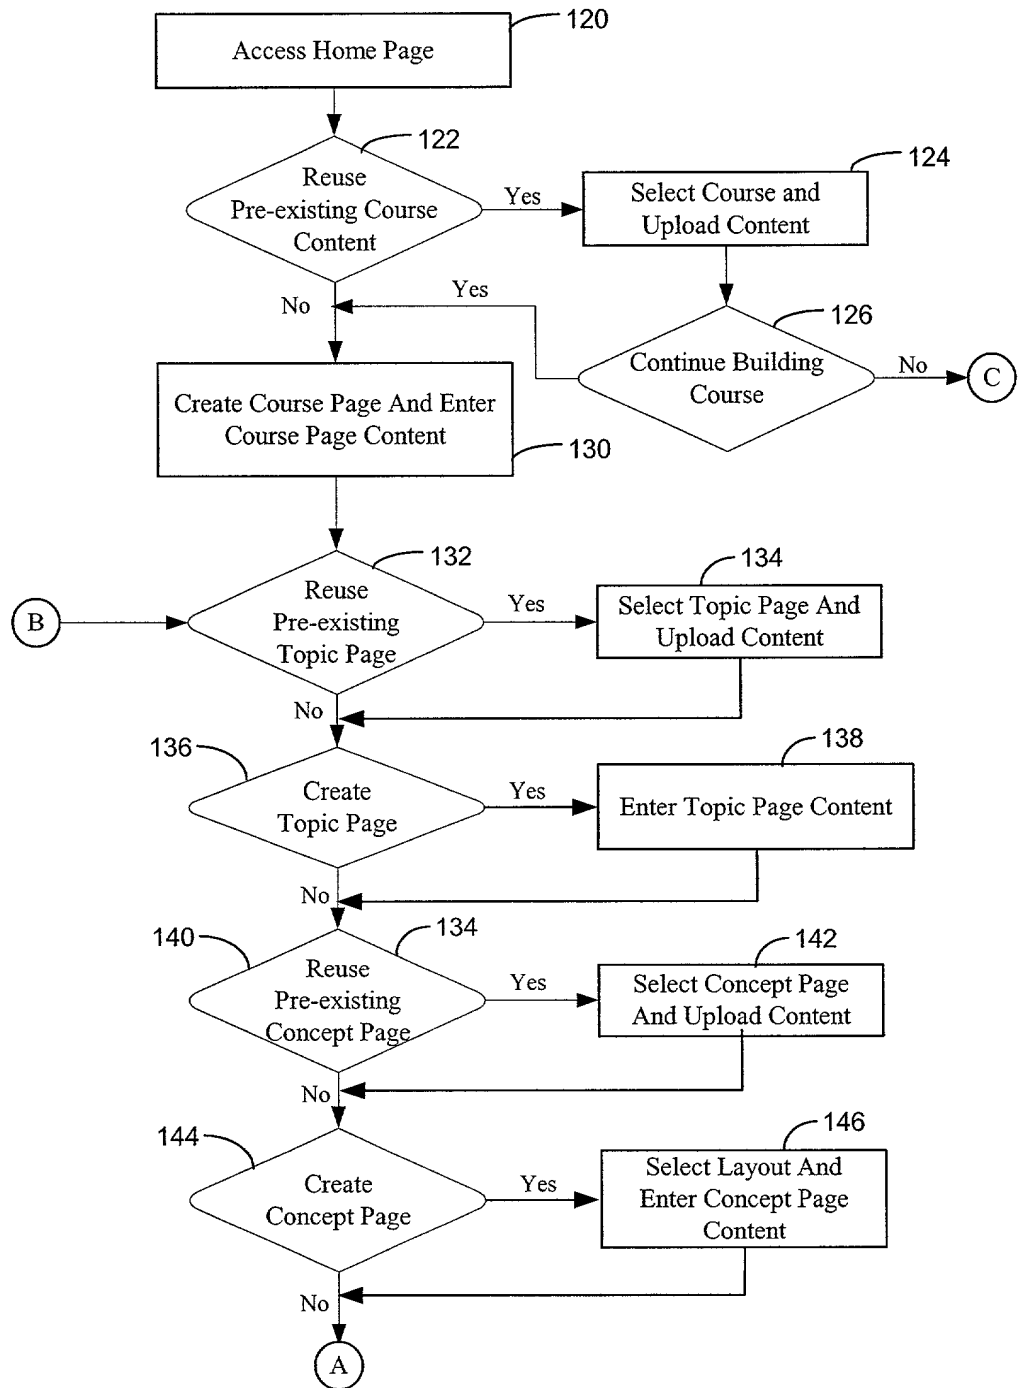 120
Access Home Page
122
Reuse
Pre-existing Course
Content
Yes
124
Select Course and
Upload Content
No
Yes
126
Continue Building
Course
No
C
Create Course Page And Enter
Course Page Content
130
132
Reuse
Pre-existing
Topic Page
B
Yes
134
Select Topic Page And
Upload Content
No
136
Create
Topic Page
Yes
138
Enter Topic Page Content
No
140
134
Reuse
Pre-existing
Concept Page
Yes
142
Select Concept Page
And Upload Content
No
144
Create
Concept Page
Yes
146
Select Layout And
Enter Concept Page
Content
No
A